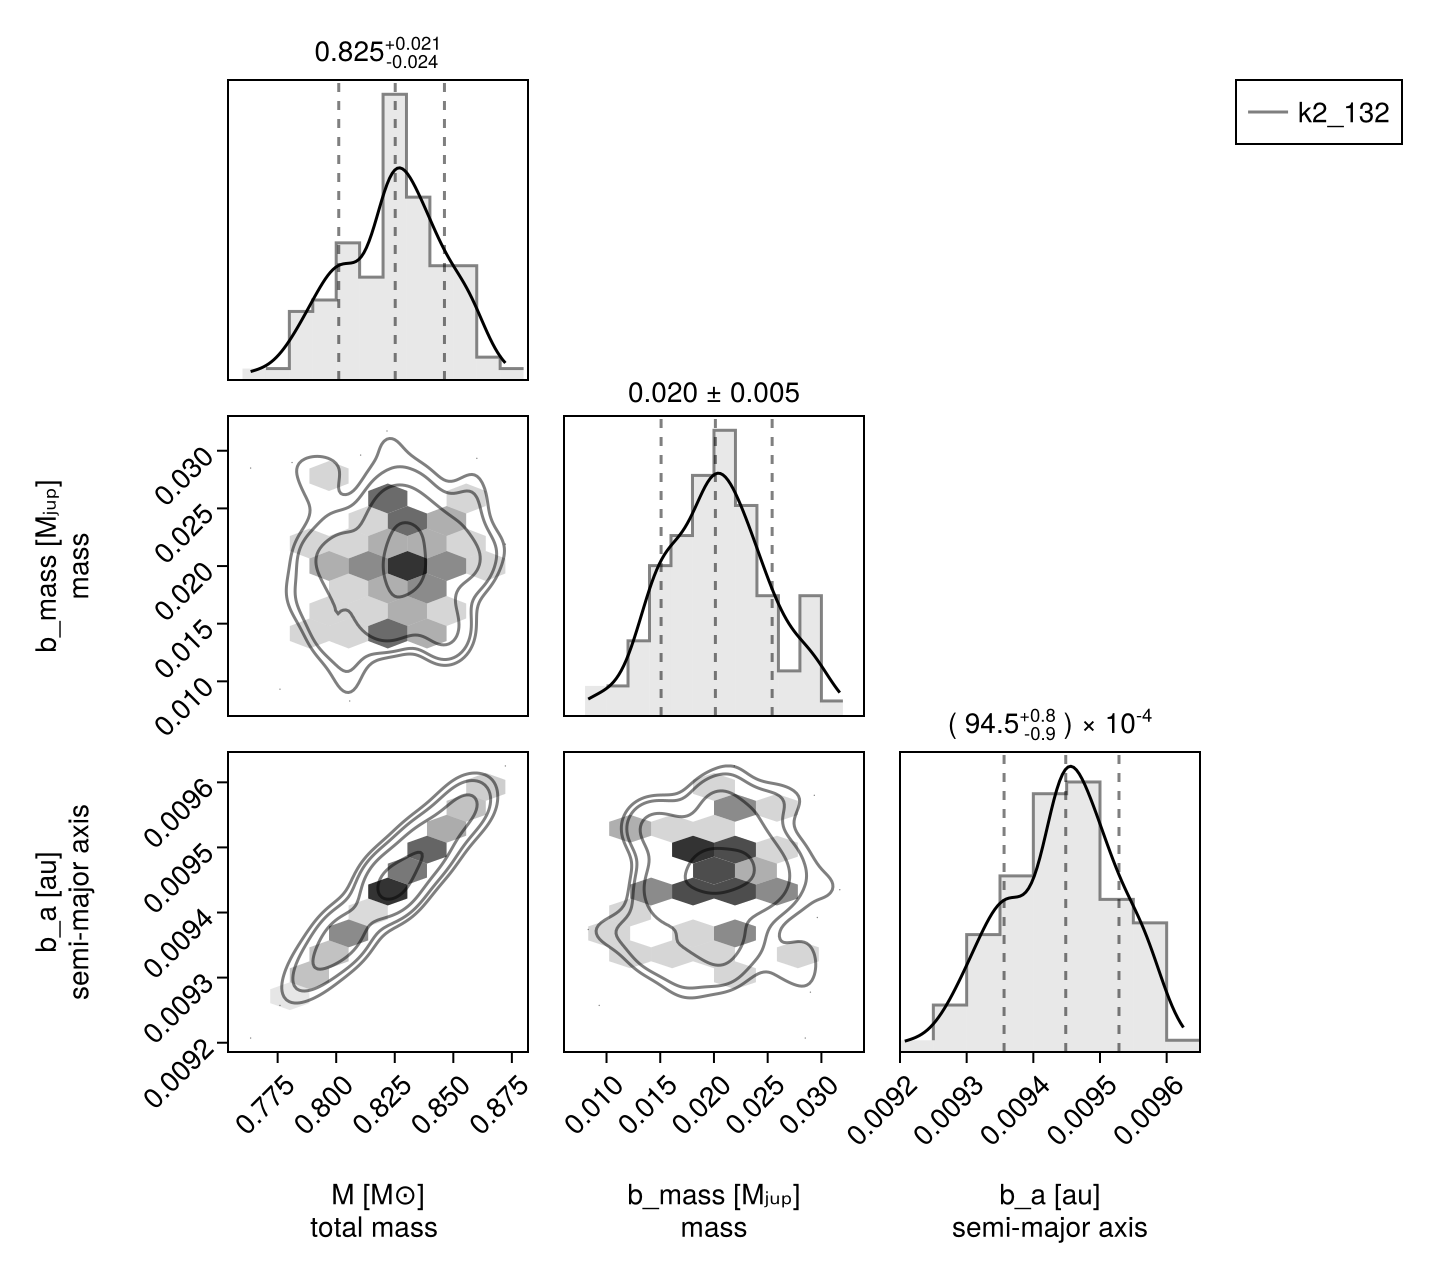 0.825+0.021
-0.024
k2_132
0.020 ± 0.005
0.030
0.025
0.020
0.015
0.010
b_mass [Mⱼᵤₚ]
mass
( 94.5+0.8
-0.9 ) × 10-4
0.0096
0.0095
0.0094
0.0093
0.0092
b_a [au]
semi-major axis
0.775 0.800 0.825 0.850 0.875
0.010 0.015 0.020 0.025 0.030
0.0092 0.0093 0.0094 0.0095 0.0096
M [M⊙]
total mass
b_mass [Mⱼᵤₚ]
mass
b_a [au]
semi-major axis